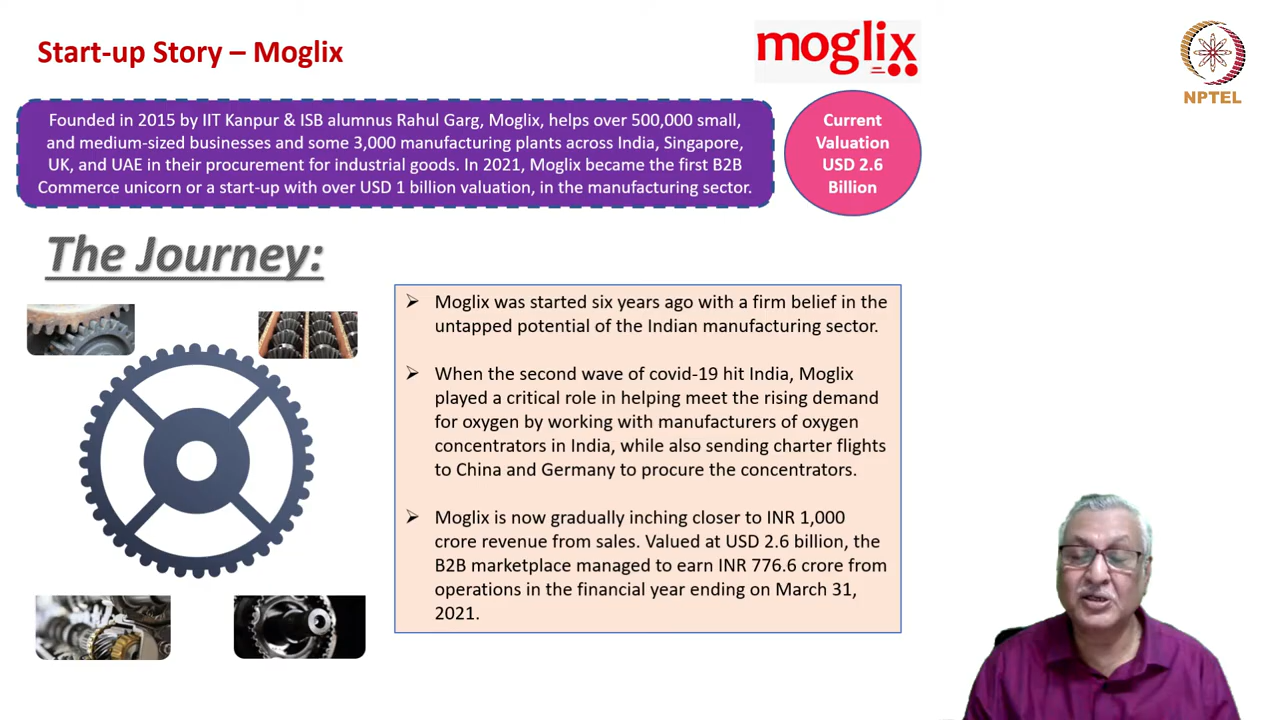 Start-up Story – Moglix
moglix
NPTEL
Founded in 2015 by IIT Kanpur & ISB alumnus Rahul Garg, Moglix, helps over 500,000 small,
and medium-sized businesses and some 3,000 manufacturing plants across India, Singapore,
UK, and UAE in their procurement for industrial goods. In 2021, Moglix became the first B2B
Commerce unicorn or a start-up with over USD 1 billion valuation, in the manufacturing sector.
Current
Valuation
USD 2.6
Billion
The Journey:
➢ Moglix was started six years ago with a firm belief in the
untapped potential of the Indian manufacturing sector.
➢ When the second wave of covid-19 hit India, Moglix
played a critical role in helping meet the rising demand
for oxygen by working with manufacturers of oxygen
concentrators in India, while also sending charter flights
to China and Germany to procure the concentrators.
➢ Moglix is now gradually inching closer to INR 1,000
crore revenue from sales. Valued at USD 2.6 billion, the
B2B marketplace managed to earn INR 776.6 crore from
operations in the financial year ending on March 31,
2021.